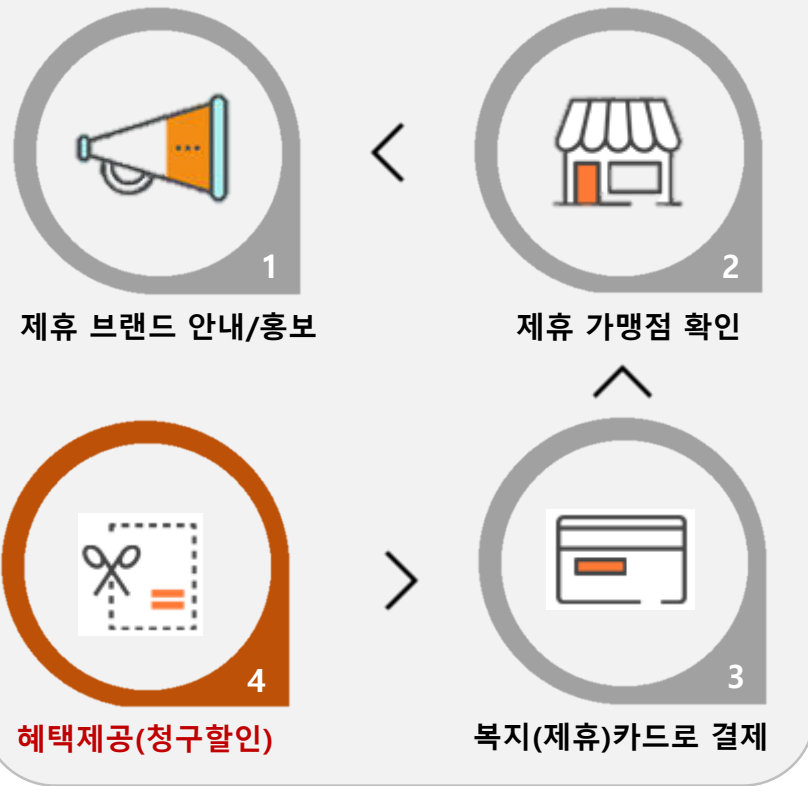 1
제휴 브랜드 안내/홍보
2
제휴 가맹점 확인
3
복지(제휴)카드로 결제
4
혜택제공(청구할인)